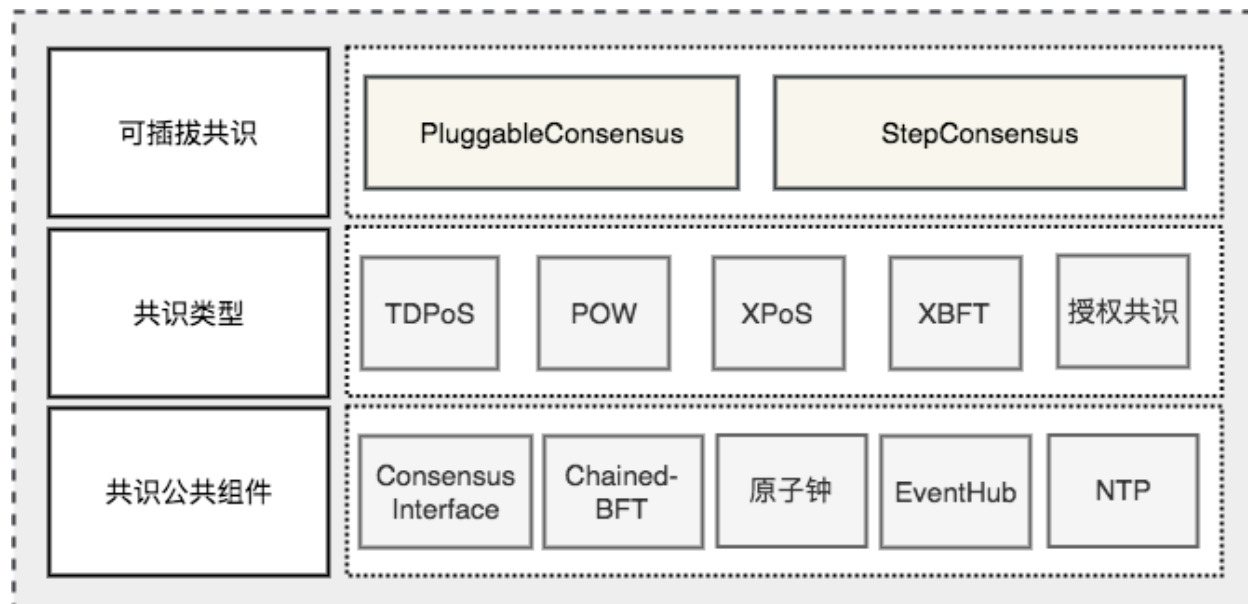 可插拔共识
PluggableConsensus
StepConsensus
共识类型
TDPoS
POW
XPoS
XBFT
授权共识
共识公共组件
Consensus
Interface
Chained-
BFT
原子钟
EventHub
NTP